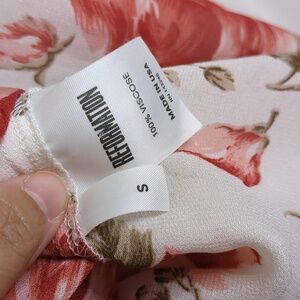 REFORMATION
100% VISCOSE
MADE IN USA
S